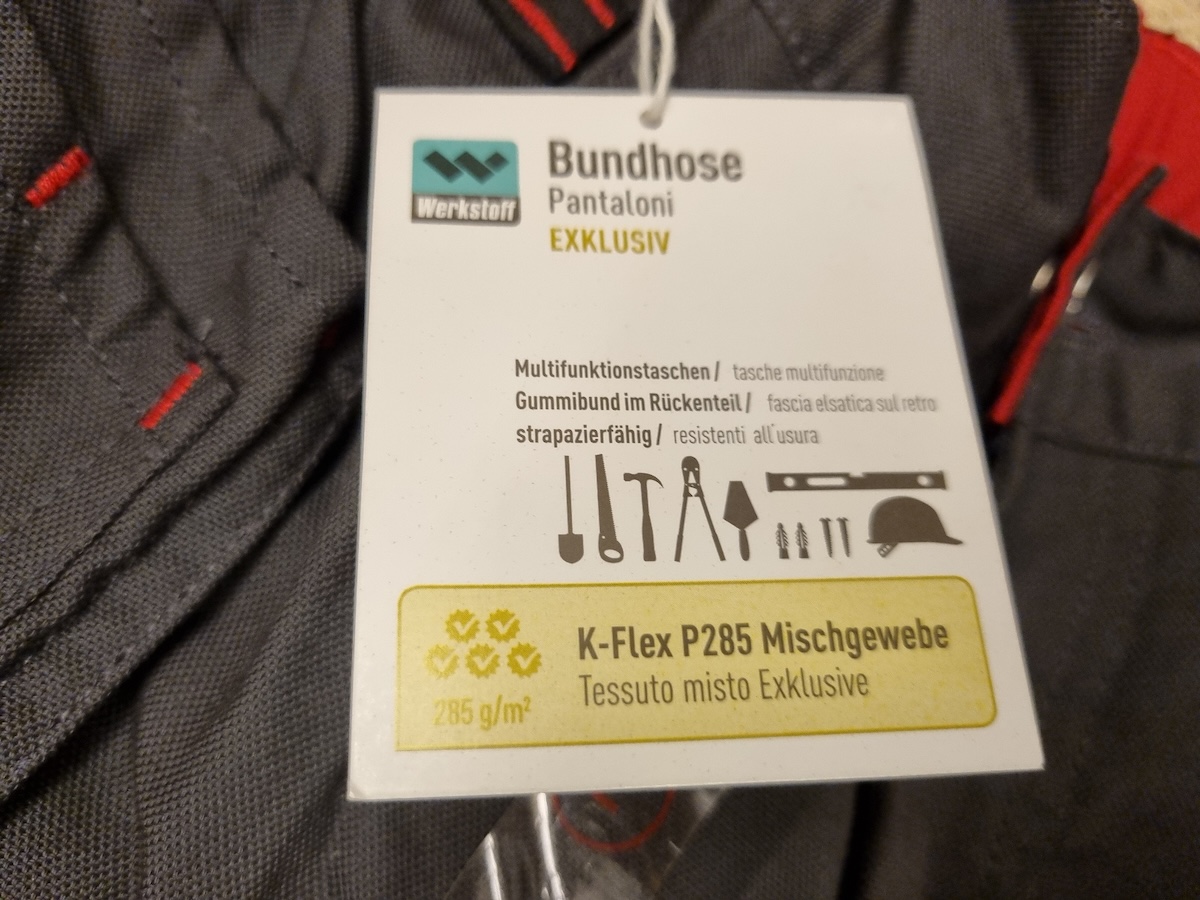 Werkstoff
Bundhose
Pantaloni
EXKLUSIV
Multifunktionstaschen / tasche multifunzione
Gummibund im Rückenteil / fascia elsatica sul retro
strapazierfähig / resistenti all'usura
285 g/m²
K-Flex P285 Mischgewebe
Tessuto misto Exklusive